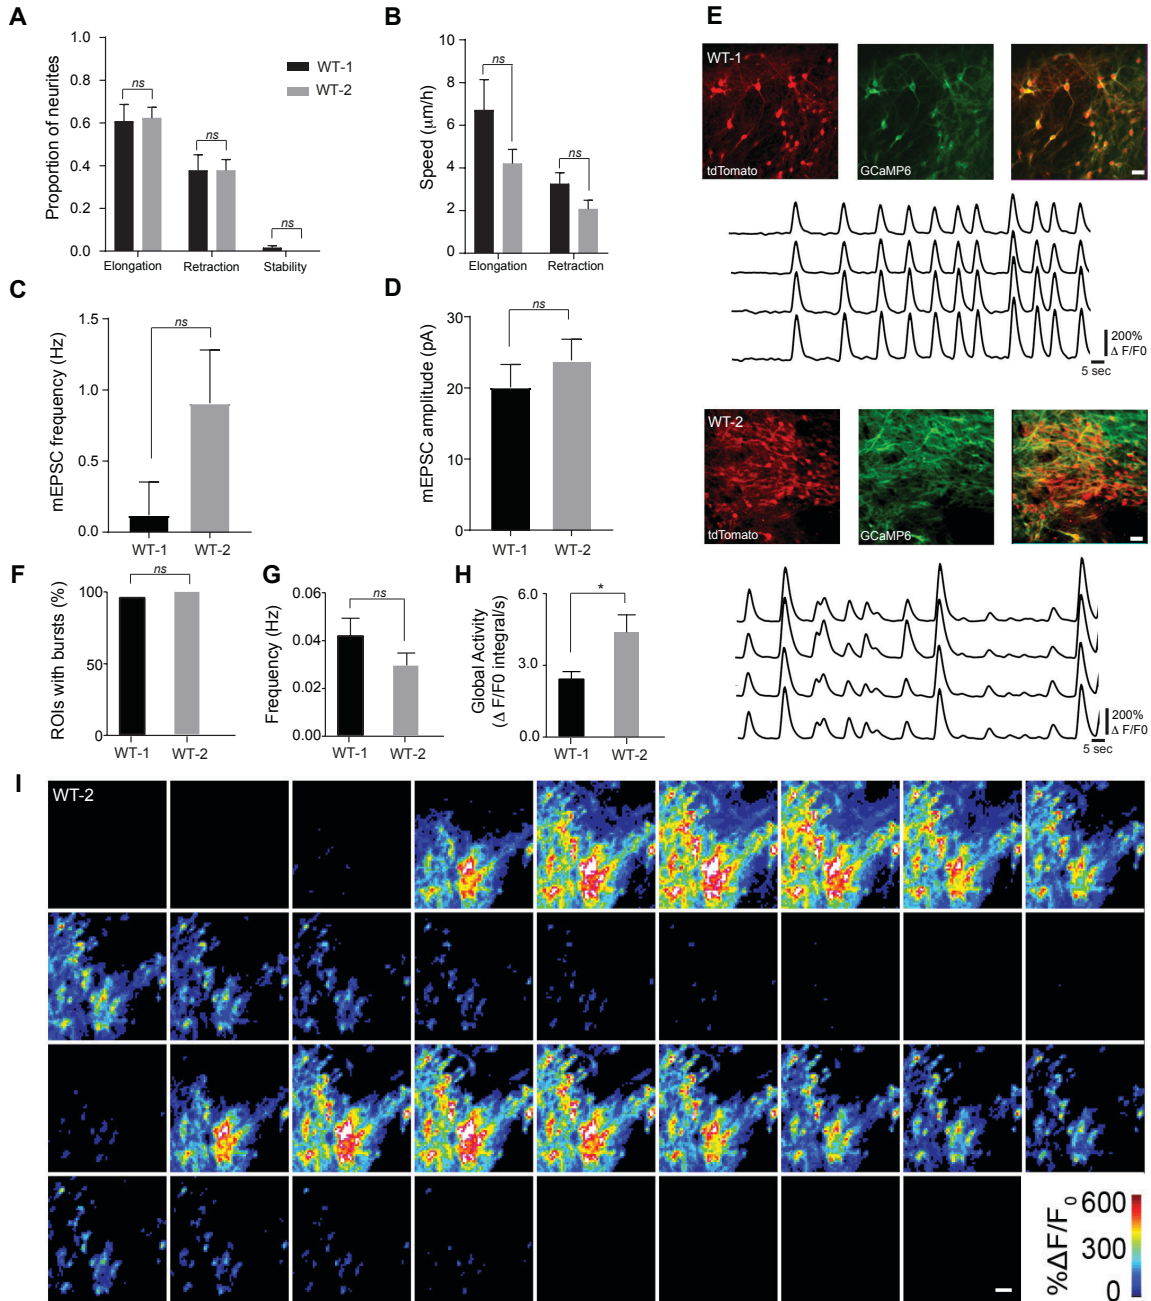 A
Proportion of neurites
1.0
0.8
0.6
0.4
0.2
0.0
ns
ns
ns
Elongation
Retraction
Stability
WT-1
WT-2
B
Speed (μm/h)
10
8
6
4
2
0
ns
ns
Elongation
Retraction
C
mEPSC frequency (Hz)
1.5
1.0
0.5
0.0
ns
WT-1
WT-2
D
mEPSC amplitude (pA)
30
20
10
0
ns
WT-1
WT-2
E
WT-1
tdTomato
GCaMP6
200%
Δ F/F0
5 sec
WT-2
tdTomato
GCaMP6
200%
Δ F/F0
5 sec
F
ROIs with bursts (%)
100
50
0
ns
WT-1
WT-2
G
Frequency (Hz)
0.06
0.04
0.02
0.00
ns
WT-1
WT-2
H
Global Activity
(Δ F/F0 integral/s)
6.0
3.0
0.0
*
WT-1
WT-2
I
WT-2
%ΔF/F0
600
300
0